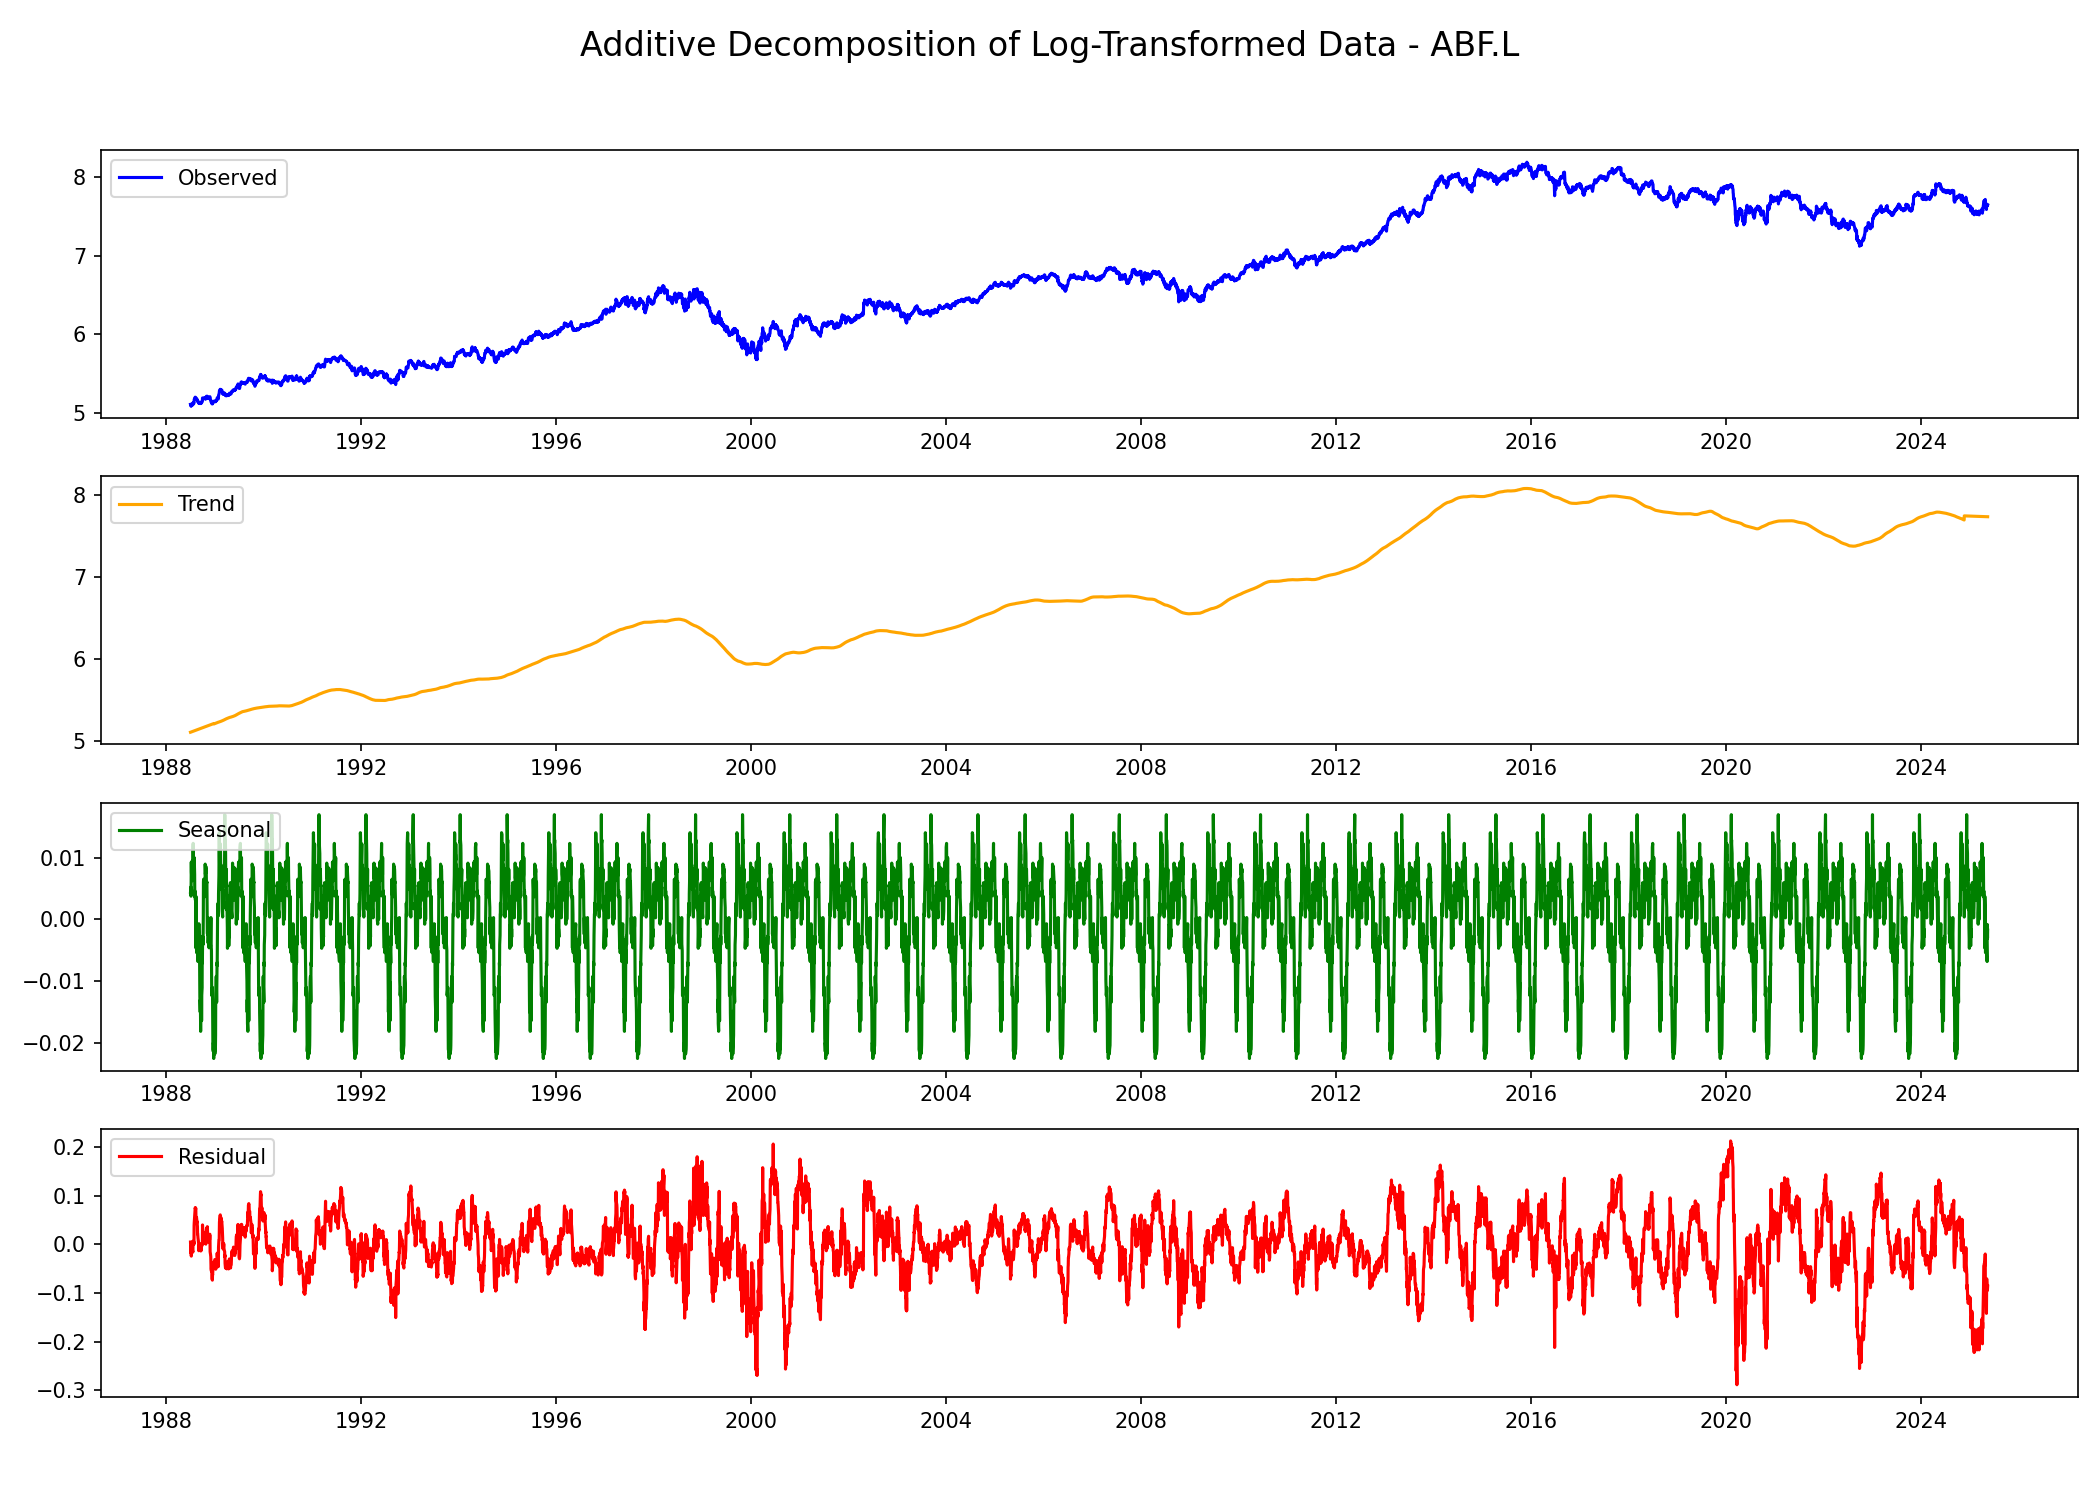 Additive Decomposition of Log-Transformed Data - ABF.L
Observed
8
7
6
5
1988 1992 1996 2000 2004 2008 2012 2016 2020 2024
Trend
8
7
6
5
1988 1992 1996 2000 2004 2008 2012 2016 2020 2024
Seasonal
0.01
0.00
−0.01
−0.02
1988 1992 1996 2000 2004 2008 2012 2016 2020 2024
Residual
0.2
0.1
0.0
−0.1
−0.2
−0.3
1988 1992 1996 2000 2004 2008 2012 2016 2020 2024